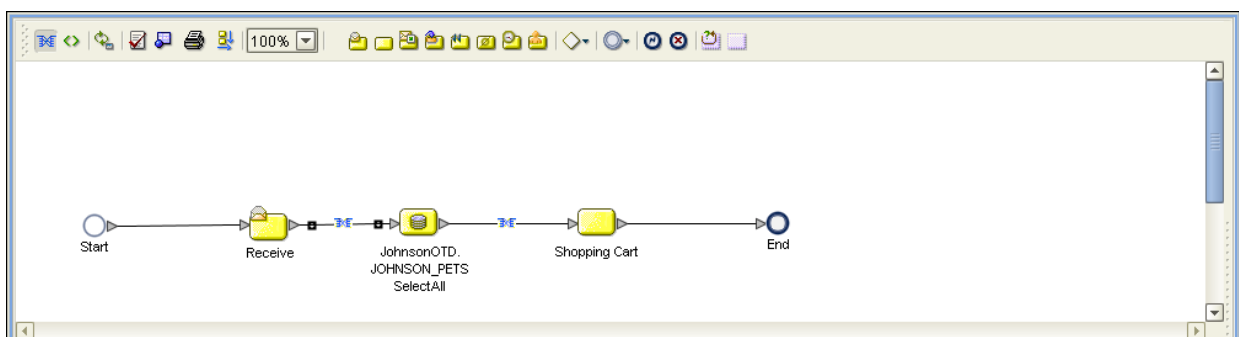 100%
Start
Receive
JohnsonOTD.
JOHNSON_PETS
SelectAll
Shopping Cart
End